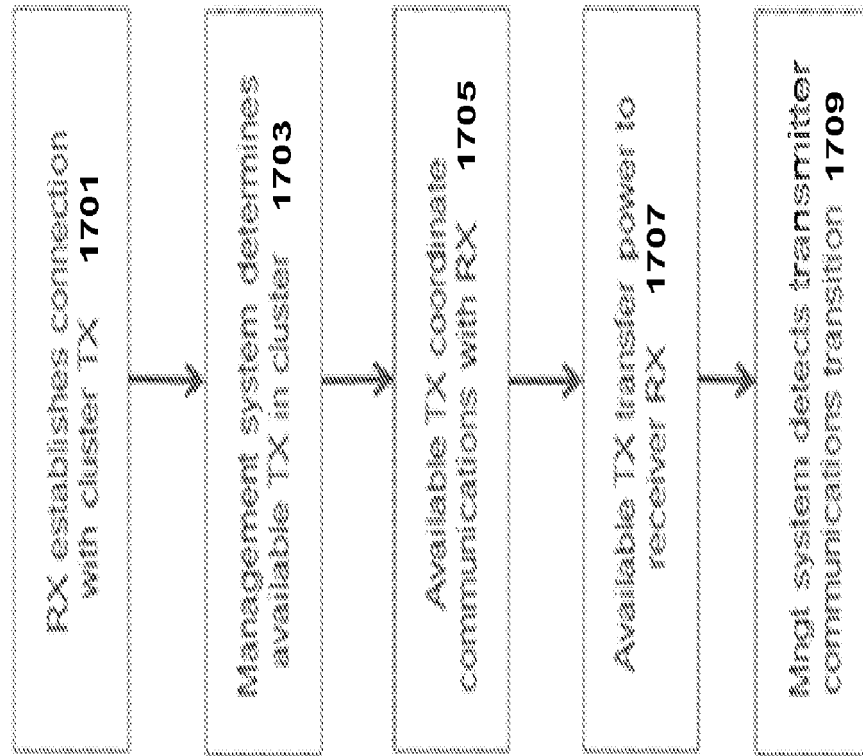 RX establishes connection
with cluster TX 1701
Management system determines
available TX in cluster 1703
Available TX coordinate
communications with RX 1705
Available TX transfer power to
receiver RX 1707
Mngt system detects transmitter
communications transition 1709